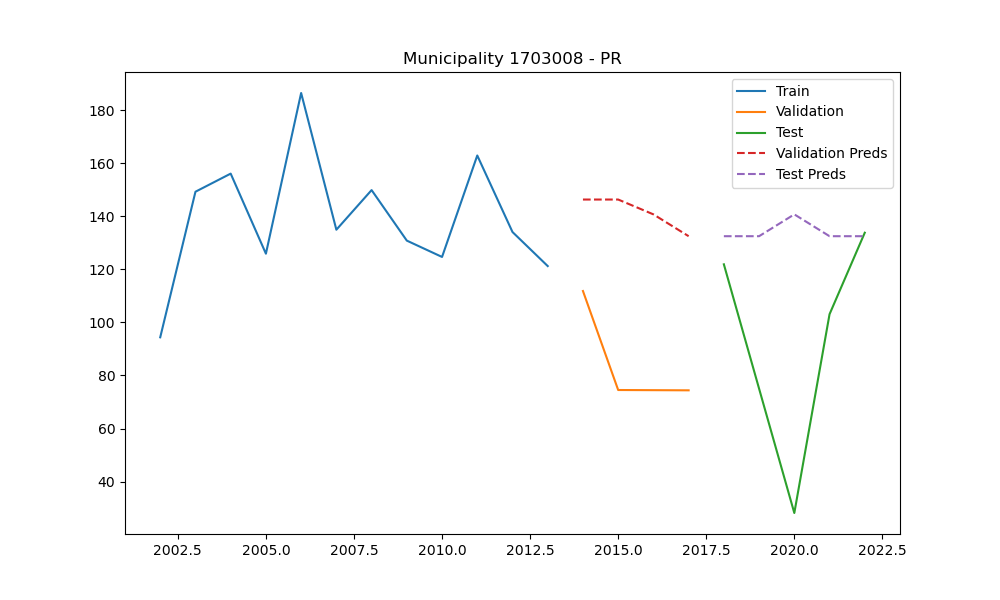 Municipality 1703008 - PR
Train
Validation
Test
Validation Preds
Test Preds
180
160
140
120
100
80
60
40
2002.5 2005.0 2007.5 2010.0 2012.5 2015.0 2017.5 2020.0 2022.5